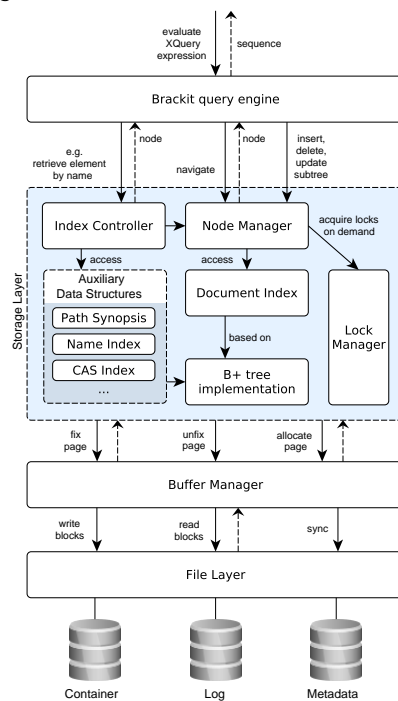 evaluate
XQuery
expression
sequence
Brackit query engine
e.g.
retrieve element
by name
node
navigate
node
insert,
delete,
update
subtree
Storage Layer
Index Controller
Node Manager
acquire locks
on demand
access
access
Auxiliary
Data Structures
Path Synopsis
Name Index
CAS Index
...
Document Index
based on
B+ tree
implementation
Lock
Manager
fix
page
unfix
page
allocate
page
Buffer Manager
write
blocks
read
blocks
sync
File Layer
Container
Log
Metadata